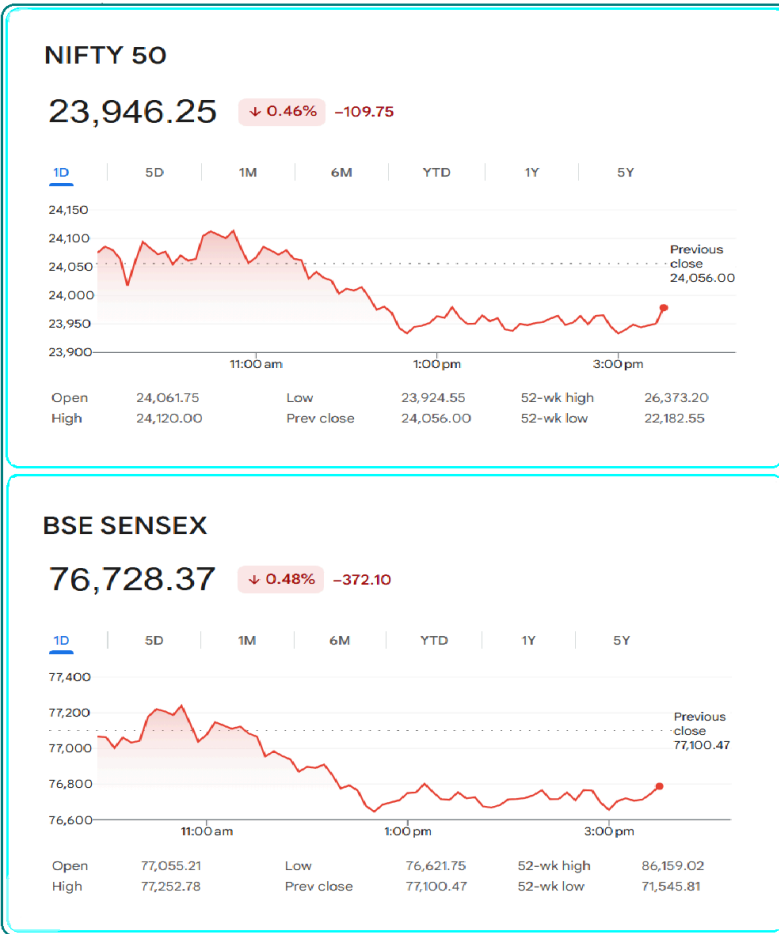 NIFTY 50
23,946.25 ↓ 0.46% −109.75
1D 5D 1M 6M YTD 1Y 5Y
24,150
24,100
24,050
24,000
23,950
23,900
Previous
close
24,056.00
11:00 am 1:00 pm 3:00 pm
Open 24,061.75 Low 23,924.55 52-wk high 26,373.20
High 24,120.00 Prev close 24,056.00 52-wk low 22,182.55
BSE SENSEX
76,728.37 ↓ 0.48% −372.10
1D 5D 1M 6M YTD 1Y 5Y
77,400
77,200
77,000
76,800
76,600
Previous
close
77,100.47
11:00 am 1:00 pm 3:00 pm
Open 77,055.21 Low 76,621.75 52-wk high 86,159.02
High 77,252.78 Prev close 77,100.47 52-wk low 71,545.81